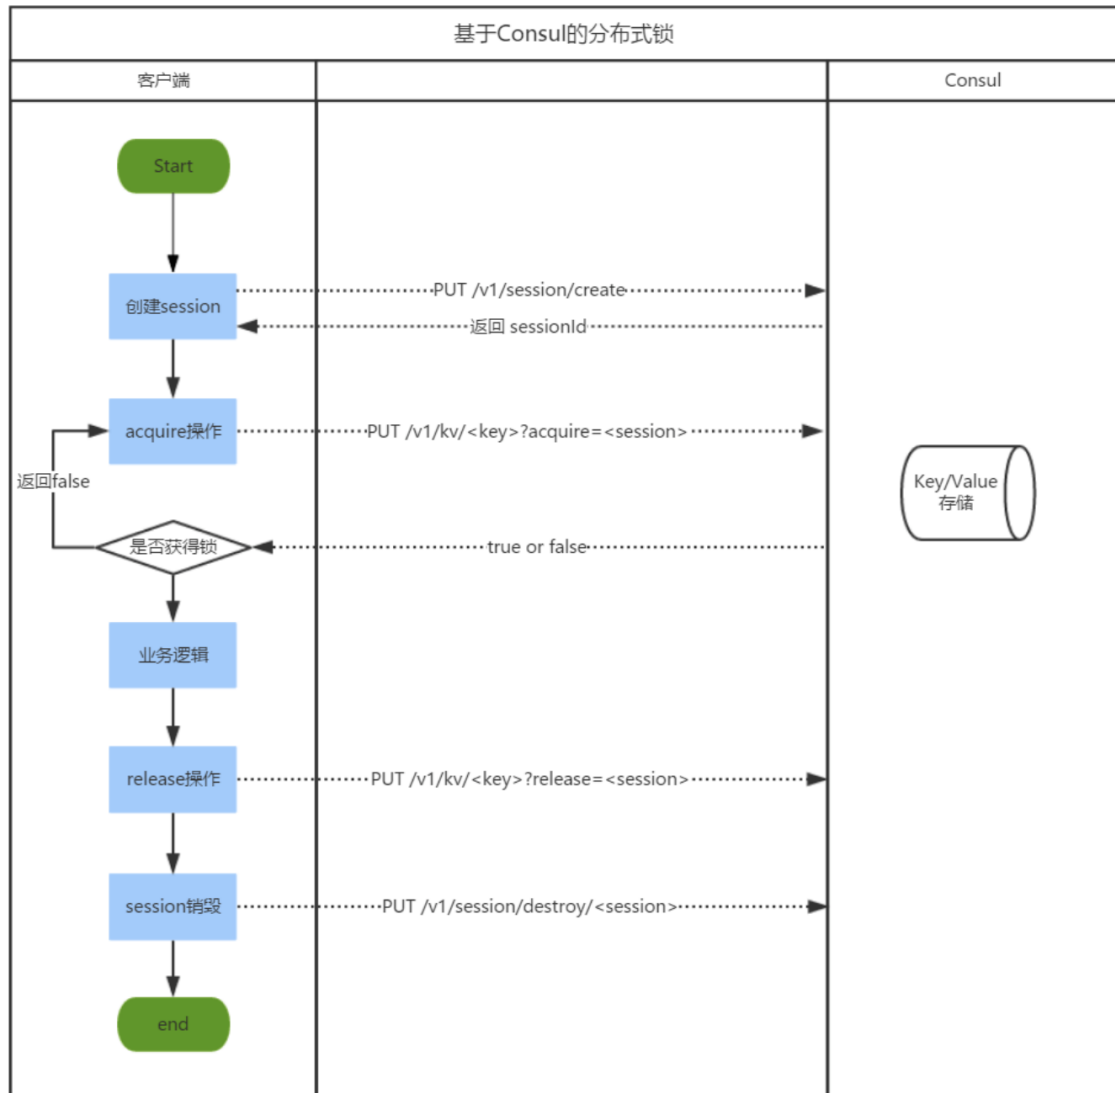 基于Consul的分布式锁
客户端
Consul
Start
创建session
PUT /v1/session/create
返回 sessionId
acquire操作
PUT /v1/kv/<key>?acquire=<session>
返回false
Key/Value
存储
是否获得锁
true or false
业务逻辑
release操作
PUT /v1/kv/<key>?release=<session>
session销毁
PUT /v1/session/destroy/<session>
end